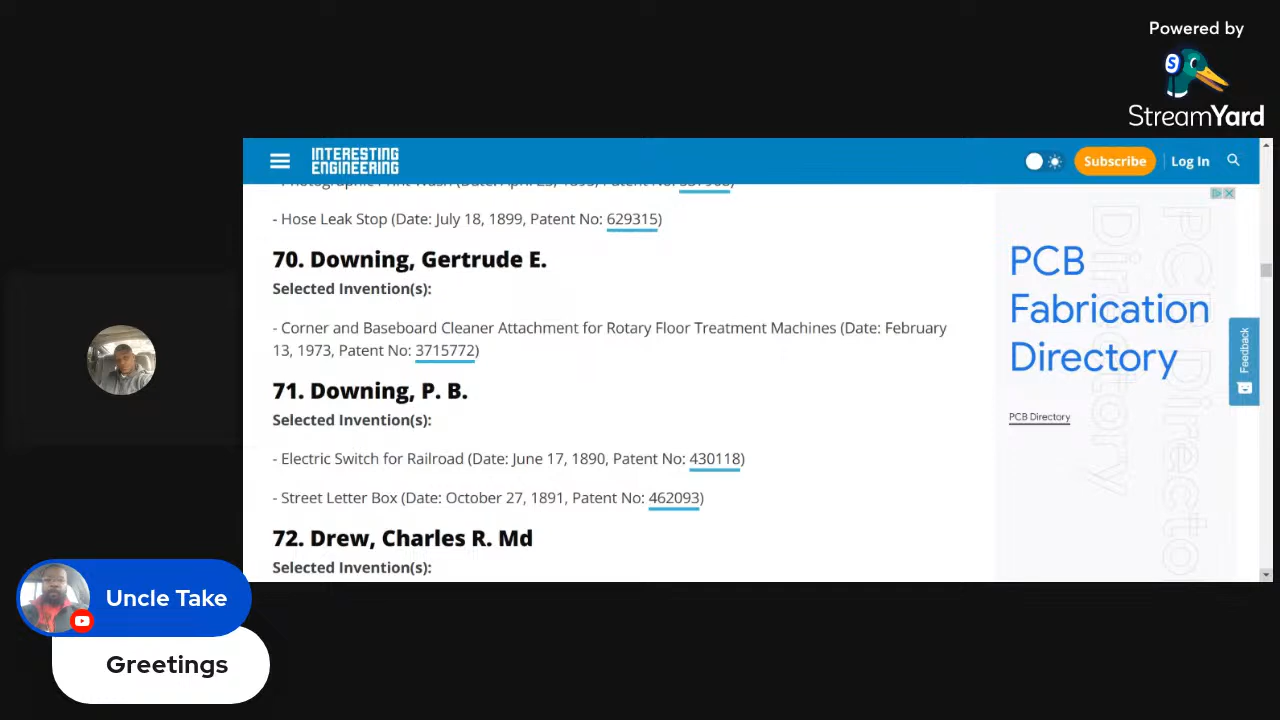 Powered by
StreamYard
INTERESTING
ENGINEERING
Subscribe
Log In
- Hose Leak Stop (Date: July 18, 1899, Patent No: 629315)
70. Downing, Gertrude E.
Selected Invention(s):
- Corner and Baseboard Cleaner Attachment for Rotary Floor Treatment Machines (Date: February
13, 1973, Patent No: 3715772)
71. Downing, P. B.
Selected Invention(s):
- Electric Switch for Railroad (Date: June 17, 1890, Patent No: 430118)
- Street Letter Box (Date: October 27, 1891, Patent No: 462093)
72. Drew, Charles R. Md
Selected Invention(s):
PCB
Fabrication
Directory
PCB Directory
Feedback
Uncle Take
Greetings